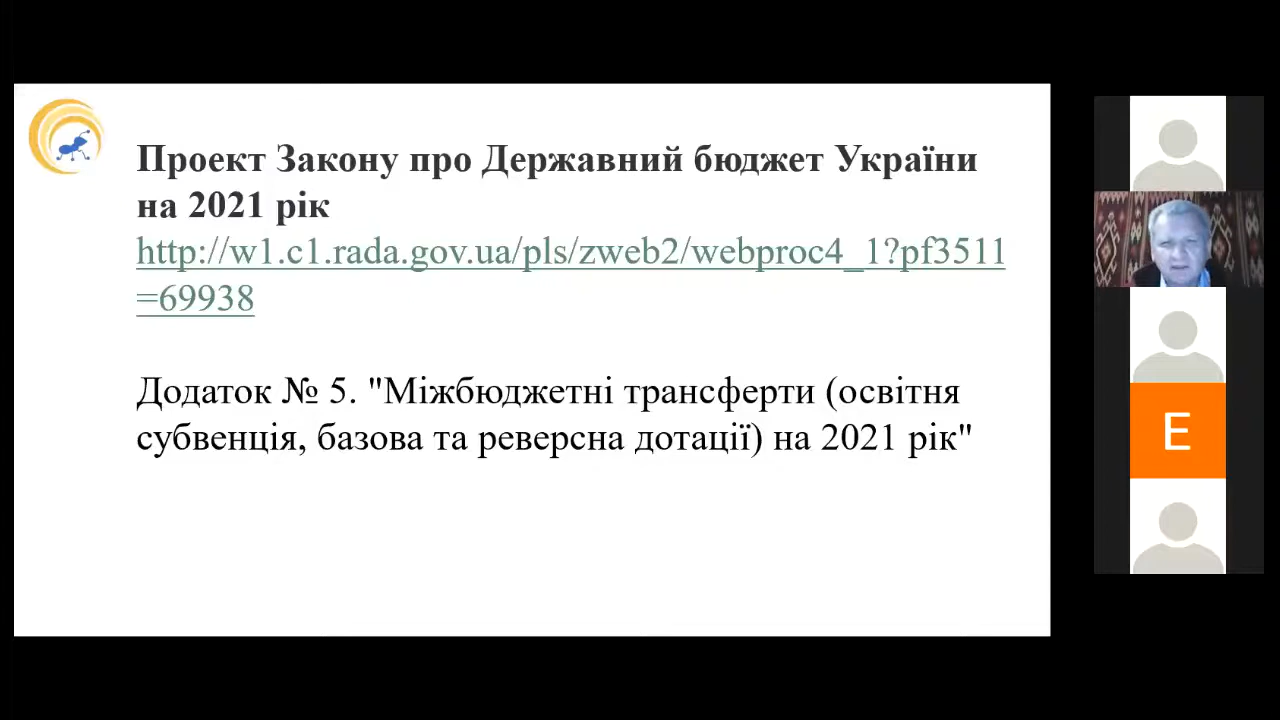 Проект Закону про Державний бюджет України
на 2021 рік
http://w1.c1.rada.gov.ua/pls/zweb2/webproc4_1?pf3511
=69938
Додаток № 5. "Міжбюджетні трансферти (освітня
субвенція, базова та реверсна дотації) на 2021 рік"
E